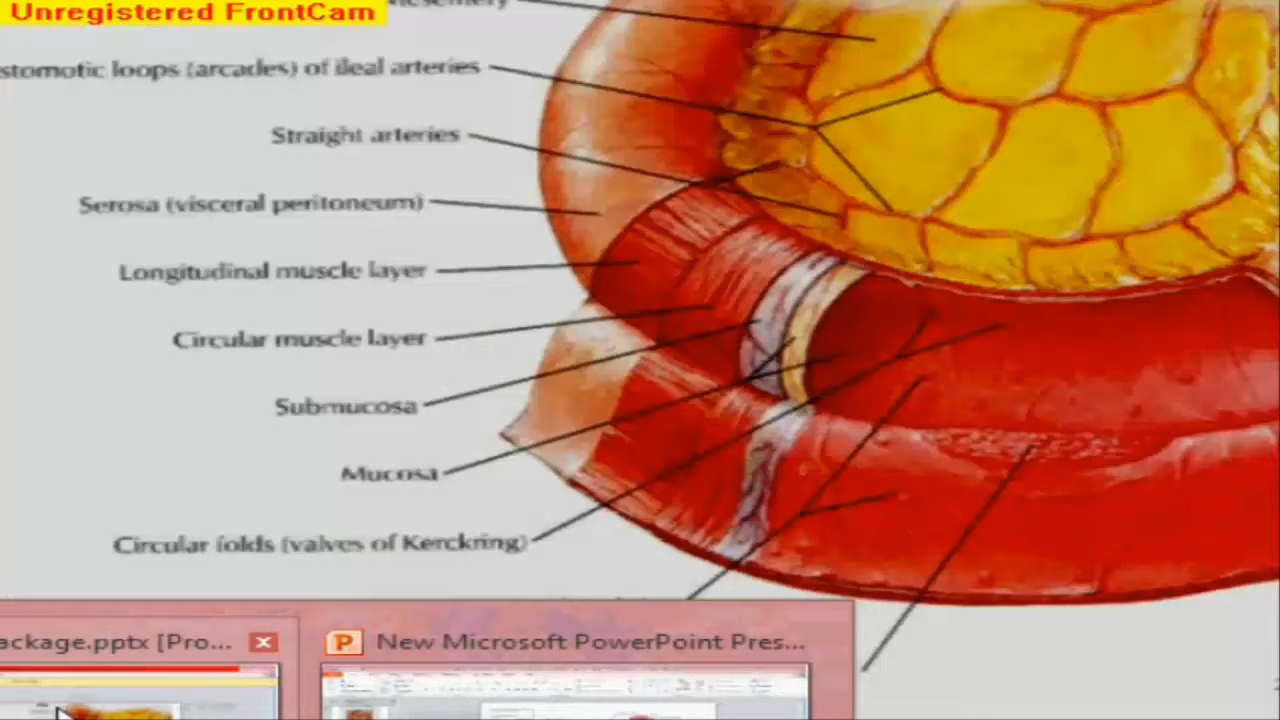 Unregistered FrontCam
stomotic loops (arcades) of ileal arteries
Straight arteries
Serosa (visceral peritoneum)
Longitudinal muscle layer
Circular muscle layer
Submucosa
Mucosa
Circular folds (valves of Kerckring)
ackage.pptx [Pro...
New Microsoft PowerPoint Pres...